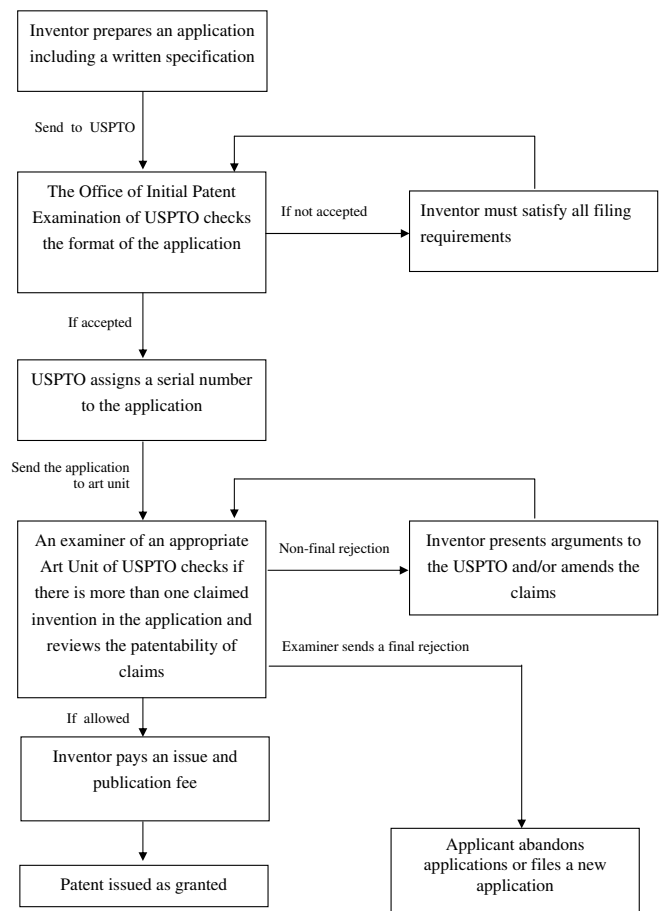 Inventor prepares an application
including a written specification
Send to USPTO
The Office of Initial Patent
Examination of USPTO checks
the format of the application
If not accepted
Inventor must satisfy all filing
requirements
If accepted
USPTO assigns a serial number
to the application
Send the application
to art unit
An examiner of an appropriate
Art Unit of USPTO checks if
there is more than one claimed
invention in the application and
reviews the patentability of
claims
Non-final rejection
Inventor presents arguments to
the USPTO and/or amends the
claims
Examiner sends a final rejection
If allowed
Inventor pays an issue and
publication fee
Patent issued as granted
Applicant abandons
applications or files a new
application